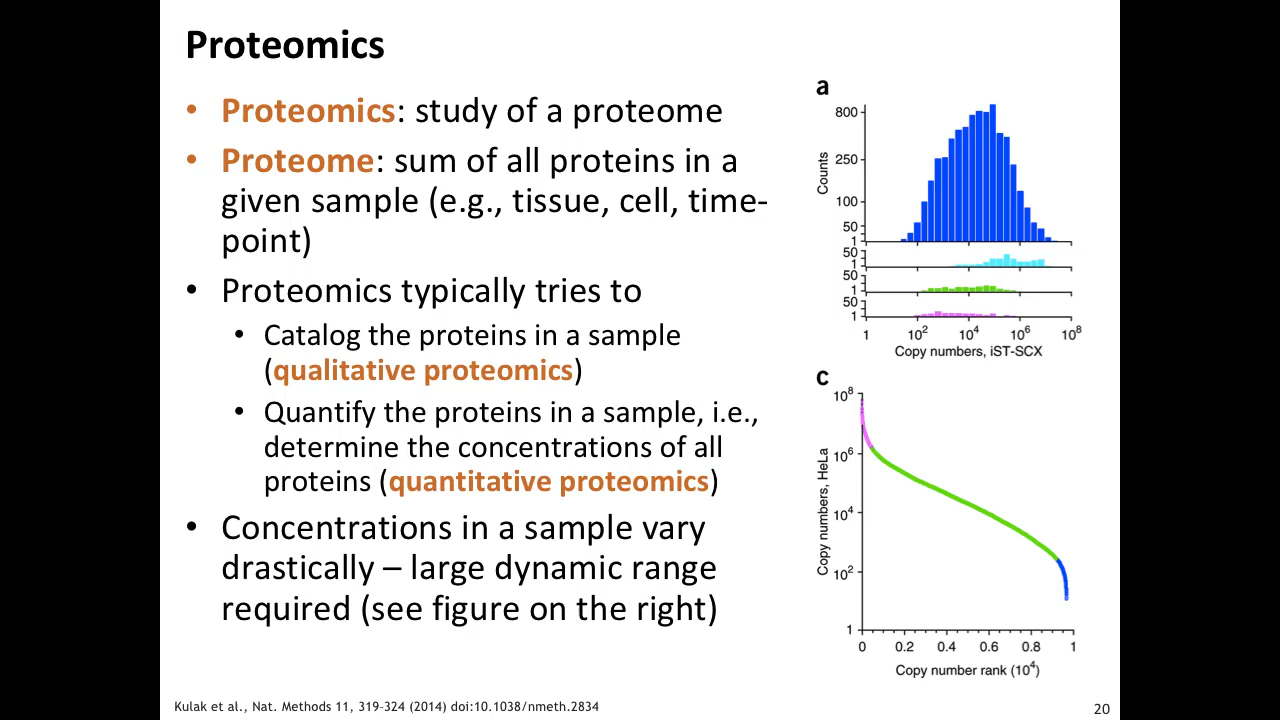 Proteomics
• Proteomics: study of a proteome
• Proteome: sum of all proteins in a
given sample (e.g., tissue, cell, time-
point)
• Proteomics typically tries to
• Catalog the proteins in a sample
(qualitative proteomics)
• Quantify the proteins in a sample, i.e.,
determine the concentrations of all
proteins (quantitative proteomics)
• Concentrations in a sample vary
drastically – large dynamic range
required (see figure on the right)
a
Counts
800
250
100
50
1
50
1
50
1
50
1
1 10² 10⁴ 10⁶ 10⁸
Copy numbers, iST-SCX
c
Copy numbers, HeLa
10⁸
10⁶
10⁴
10²
1
0 0.2 0.4 0.6 0.8 1
Copy number rank (10⁴)
Kulak et al., Nat. Methods 11, 319–324 (2014) doi:10.1038/nmeth.2834
20